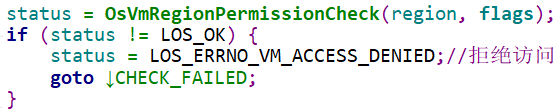 status = OsVmRegionPermissionCheck(region, flags);
if (status != LOS_OK) {
    status = LOS_ERRNO_VM_ACCESS_DENIED;//拒绝访问
    goto ↓CHECK_FAILED;
}